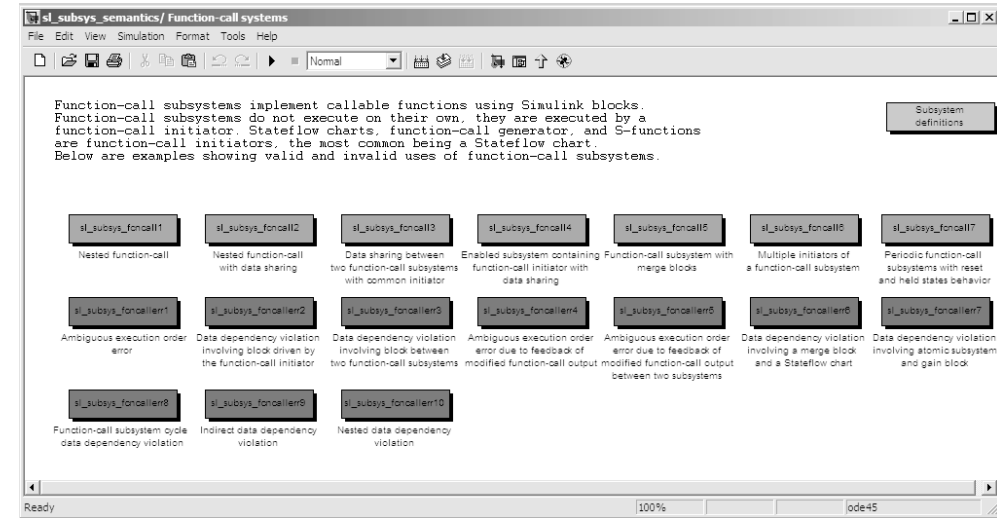 sl_subsys_semantics/ Function-call systems
File Edit View Simulation Format Tools Help
Normal
Function-call subsystems implement callable functions using Simulink blocks.
Function-call subsystems do not execute on their own, they are executed by a
function-call initiator. Stateflow charts, function-call generator, and S-functions
are function-call initiators, the most common being a Stateflow chart.
Below are examples showing valid and invalid uses of function-call subsystems.
Subsystem
definitions
sl_subsys_fcncall1
Nested function-call
sl_subsys_fcncall2
Nested function-call
with data sharing
sl_subsys_fcncall3
Data sharing between
two function-call subsystems
with common initiator
sl_subsys_fcncall4
Enabled subsystem containing
function-call initiator with
data sharing
sl_subsys_fcncall5
Function-call subsystem with
merge blocks
sl_subsys_fcncall6
Multiple initiators of
a function-call subsystem
sl_subsys_fcncall7
Periodic function-call
subsystems with reset
and held states behavior
sl_subsys_fcncallerr1
Ambiguous execution order
error
sl_subsys_fcncallerr2
Data dependency violation
involving block driven by
the function-call initiator
sl_subsys_fcncallerr3
Data dependency violation
involving block between
two function-call subsystems
sl_subsys_fcncallerr4
Ambiguous execution order
error due to feedback of
modified function-call output
sl_subsys_fcncallerr5
Ambiguous execution order
error due to feedback of
modified function-call output
between two subsystems
sl_subsys_fcncallerr6
Data dependency violation
involving a merge block
and a Stateflow chart
sl_subsys_fcncallerr7
Data dependency violation
involving atomic subsystem
and gain block
sl_subsys_fcncallerr8
Function-call subsystem cycle
data dependency violation
sl_subsys_fcncallerr9
Indirect data dependency
violation
sl_subsys_fcncallerr10
Nested data dependency
violation
Ready
100%
ode45